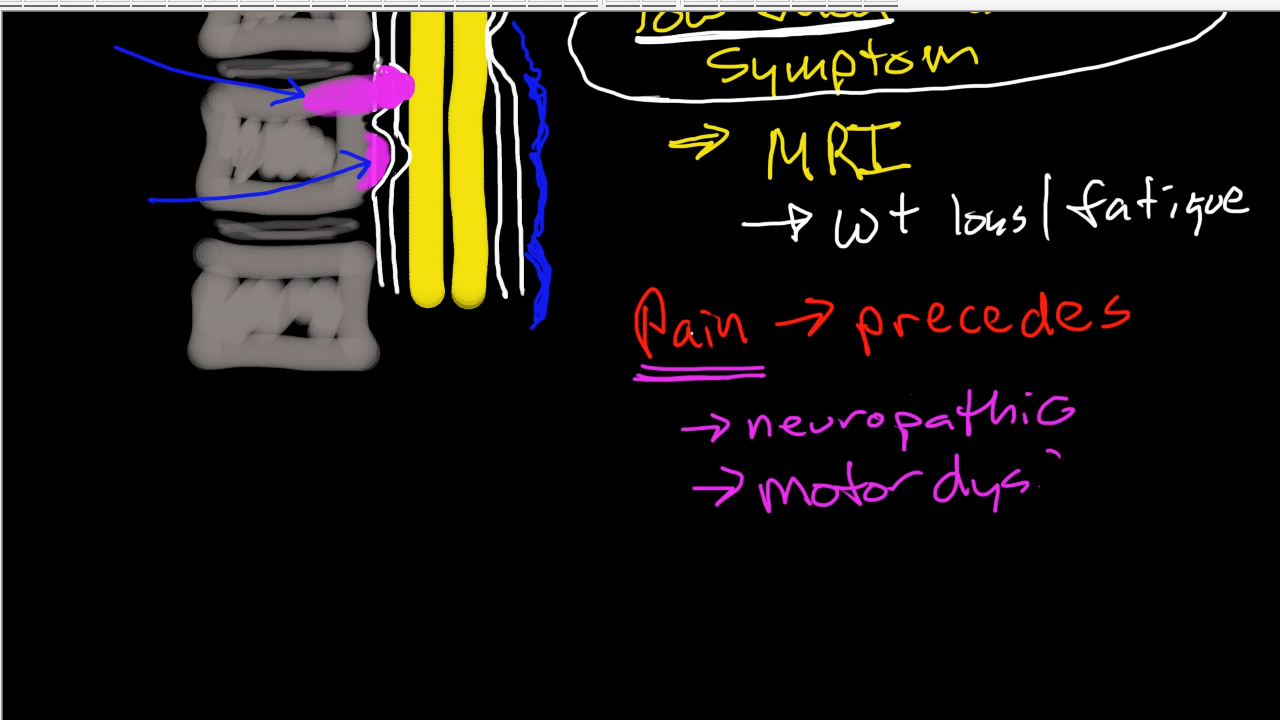 Symptom
⇒ MRI
→ wt loss/fatigue
Pain → precedes
→ neuropathic
→ motor dys